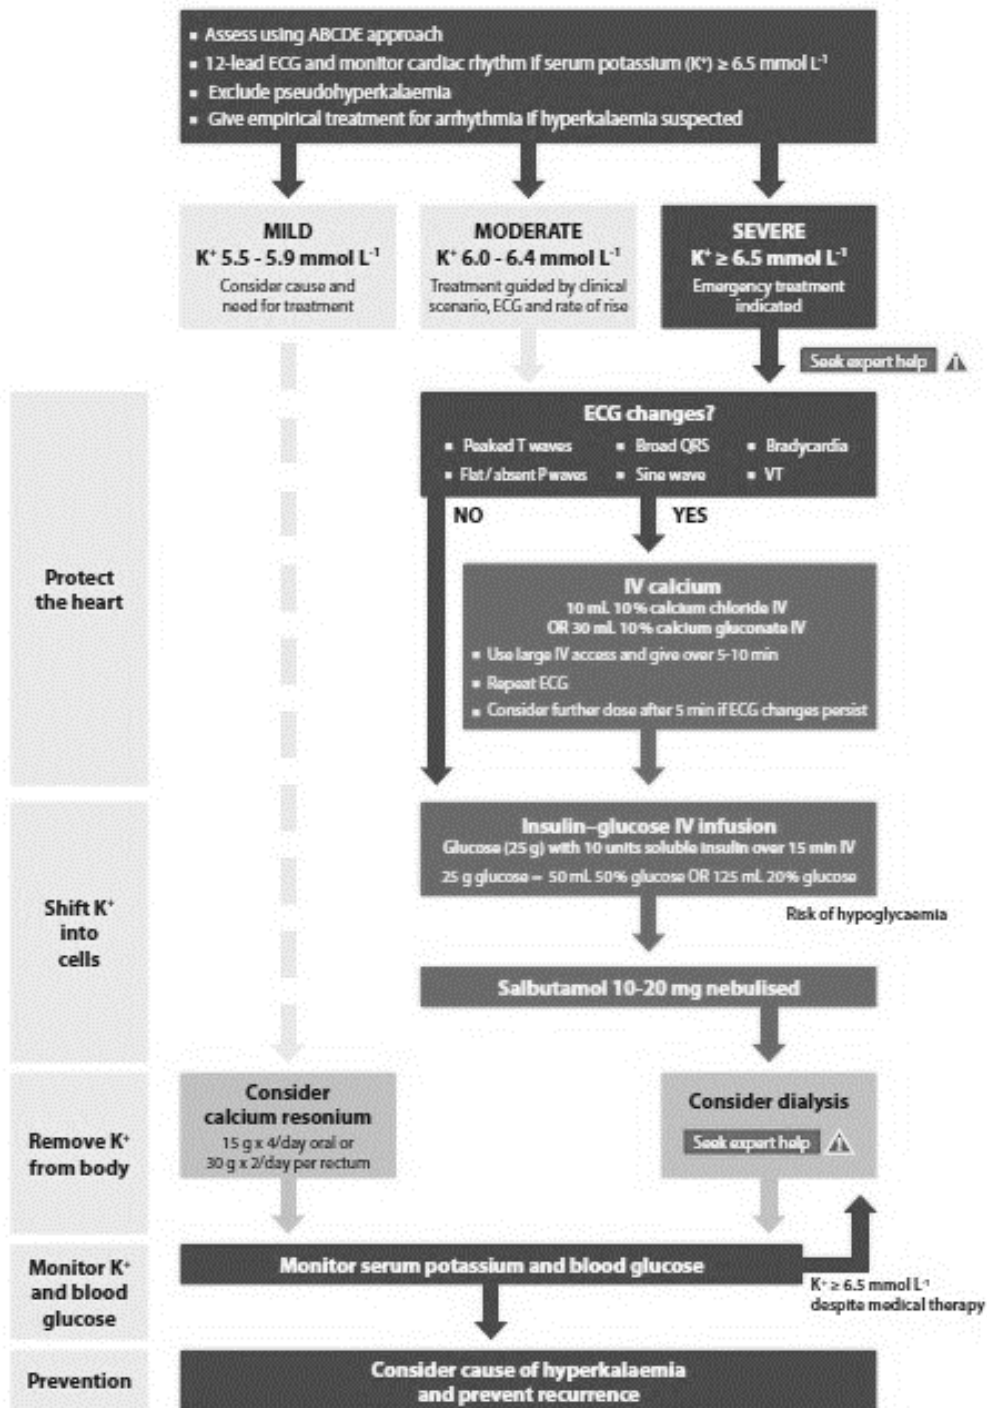 ▪ Assess using ABCDE approach
▪ 12-lead ECG and monitor cardiac rhythm if serum potassium (K⁺) ≥ 6.5 mmol L⁻¹
▪ Exclude pseudohyperkalaemia
▪ Give empirical treatment for arrhythmia if hyperkalaemia suspected
MILD
K⁺ 5.5 - 5.9 mmol L⁻¹
Consider cause and
need for treatment
MODERATE
K⁺ 6.0 - 6.4 mmol L⁻¹
Treatment guided by clinical
scenario, ECG and rate of rise
SEVERE
K⁺ ≥ 6.5 mmol L⁻¹
Emergency treatment
indicated
Seek expert help
Protect
the heart
ECG changes?
▪ Peaked T waves
▪ Broad QRS
▪ Bradycardia
▪ Flat/ absent P waves
▪ Sine wave
▪ VT
NO
YES
IV calcium
10 mL 10% calcium chloride IV
OR 30 mL 10% calcium gluconate IV
▪ Use large IV access and give over 5-10 min
▪ Repeat ECG
▪ Consider further dose after 5 min if ECG changes persist
Shift K⁺
into
cells
Insulin–glucose IV infusion
Glucose (25 g) with 10 units soluble insulin over 15 min IV
25 g glucose = 50 mL 50% glucose OR 125 mL 20% glucose
Risk of hypoglycaemia
Salbutamol 10-20 mg nebulised
Remove K⁺
from body
Consider
calcium resonium
15 g x 4/day oral or
30 g x 2/day per rectum
Consider dialysis
Seek expert help
Monitor K⁺
and blood
glucose
Monitor serum potassium and blood glucose
K⁺ ≥ 6.5 mmol L⁻¹
despite medical therapy
Prevention
Consider cause of hyperkalaemia
and prevent recurrence